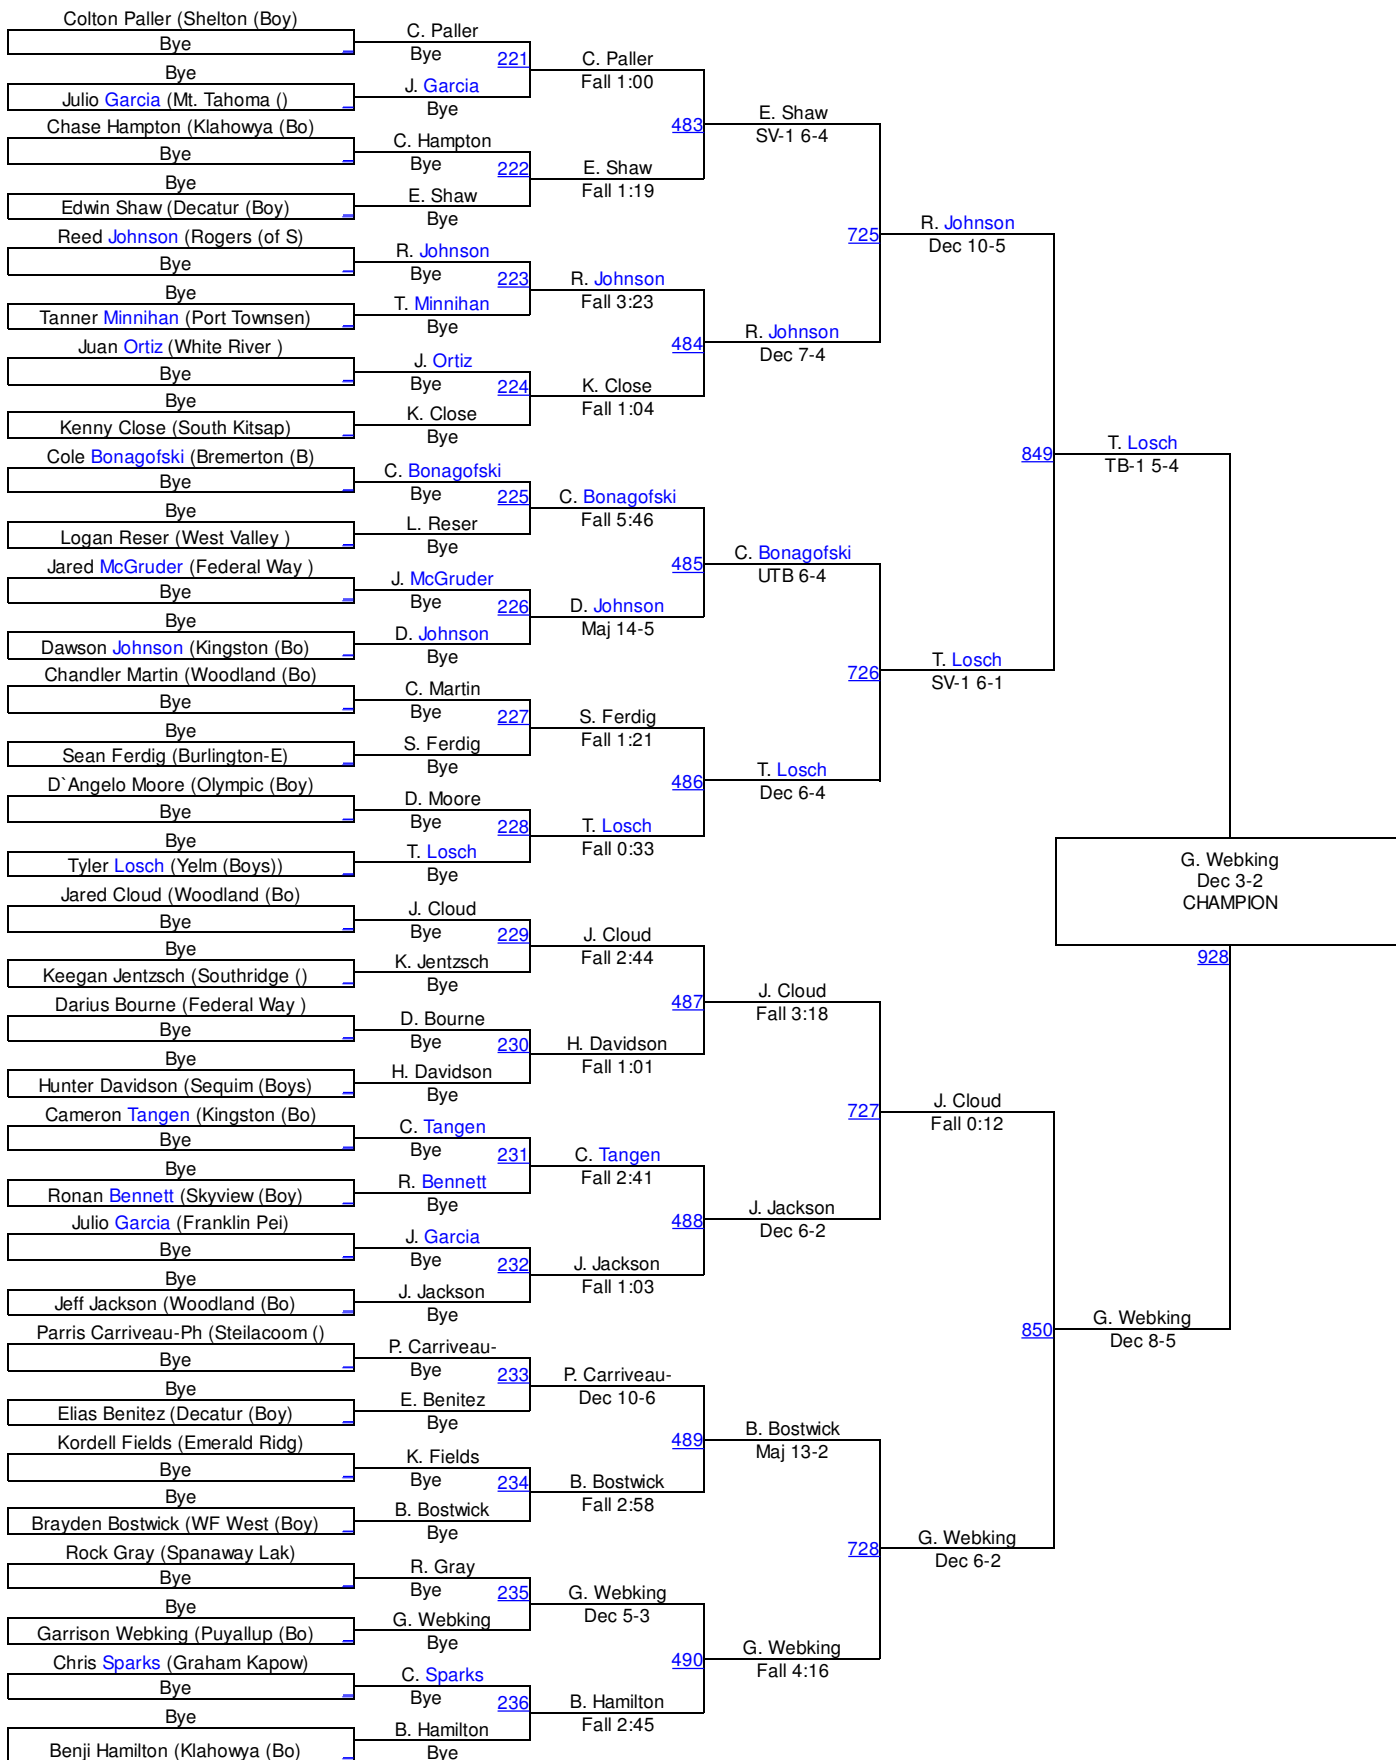 Colton Paller (Shelton (Boy)
Bye
Bye
Julio Garcia (Mt. Tahoma ()
Chase Hampton (Klahowya (Bo)
Bye
Bye
Edwin Shaw (Decatur (Boy)
Reed Johnson (Rogers (of S)
Bye
Bye
Tanner Minnihan (Port Townsen)
Juan Ortiz (White River )
Bye
Bye
Kenny Close (South Kitsap)
Cole Bonagofski (Bremerton (B)
Bye
Bye
Logan Reser (West Valley )
Jared McGruder (Federal Way )
Bye
Bye
Dawson Johnson (Kingston (Bo)
Chandler Martin (Woodland (Bo)
Bye
Bye
Sean Ferdig (Burlington-E)
D`Angelo Moore (Olympic (Boy)
Bye
Bye
Tyler Losch (Yelm (Boys))
Jared Cloud (Woodland (Bo)
Bye
Bye
Keegan Jentzsch (Southridge ()
Darius Bourne (Federal Way )
Bye
Bye
Hunter Davidson (Sequim (Boys)
Cameron Tangen (Kingston (Bo)
Bye
Bye
Ronan Bennett (Skyview (Boy)
Julio Garcia (Franklin Pei)
Bye
Bye
Jeff Jackson (Woodland (Bo)
Parris Carriveau-Ph (Steilacoom ()
Bye
Bye
Elias Benitez (Decatur (Boy)
Kordell Fields (Emerald Ridg)
Bye
Bye
Brayden Bostwick (WF West (Boy)
Rock Gray (Spanaway Lak)
Bye
Bye
Garrison Webking (Puyallup (Bo)
Chris Sparks (Graham Kapow)
Bye
Bye
Benji Hamilton (Klahowya (Bo)
C. Paller
Bye
221
J. Garcia
Bye
C. Hampton
Bye
222
E. Shaw
Bye
R. Johnson
Bye
223
T. Minnihan
Bye
J. Ortiz
Bye
224
K. Close
Bye
C. Bonagofski
Bye
225
L. Reser
Bye
J. McGruder
Bye
226
D. Johnson
Bye
C. Martin
Bye
227
S. Ferdig
Bye
D. Moore
Bye
228
T. Losch
Bye
J. Cloud
Bye
229
K. Jentzsch
Bye
D. Bourne
Bye
230
H. Davidson
Bye
C. Tangen
Bye
231
R. Bennett
Bye
J. Garcia
Bye
232
J. Jackson
Bye
P. Carriveau-
Bye
233
E. Benitez
Bye
K. Fields
Bye
234
B. Bostwick
Bye
R. Gray
Bye
235
G. Webking
Bye
C. Sparks
Bye
236
B. Hamilton
Bye
C. Paller
Fall 1:00
483
E. Shaw
Fall 1:19
R. Johnson
Fall 3:23
484
K. Close
Fall 1:04
C. Bonagofski
Fall 5:46
485
D. Johnson
Maj 14-5
S. Ferdig
Fall 1:21
486
T. Losch
Fall 0:33
J. Cloud
Fall 2:44
487
H. Davidson
Fall 1:01
C. Tangen
Fall 2:41
488
J. Jackson
Fall 1:03
P. Carriveau-
Dec 10-6
489
B. Bostwick
Fall 2:58
G. Webking
Dec 5-3
490
B. Hamilton
Fall 2:45
E. Shaw
SV-1 6-4
725
R. Johnson
Dec 7-4
C. Bonagofski
UTB 6-4
726
T. Losch
Dec 6-4
J. Cloud
Fall 3:18
727
J. Jackson
Dec 6-2
B. Bostwick
Maj 13-2
728
G. Webking
Fall 4:16
R. Johnson
Dec 10-5
849
T. Losch
SV-1 6-1
J. Cloud
Fall 0:12
850
G. Webking
Dec 6-2
T. Losch
TB-1 5-4
G. Webking
Dec 3-2
CHAMPION
928
G. Webking
Dec 8-5